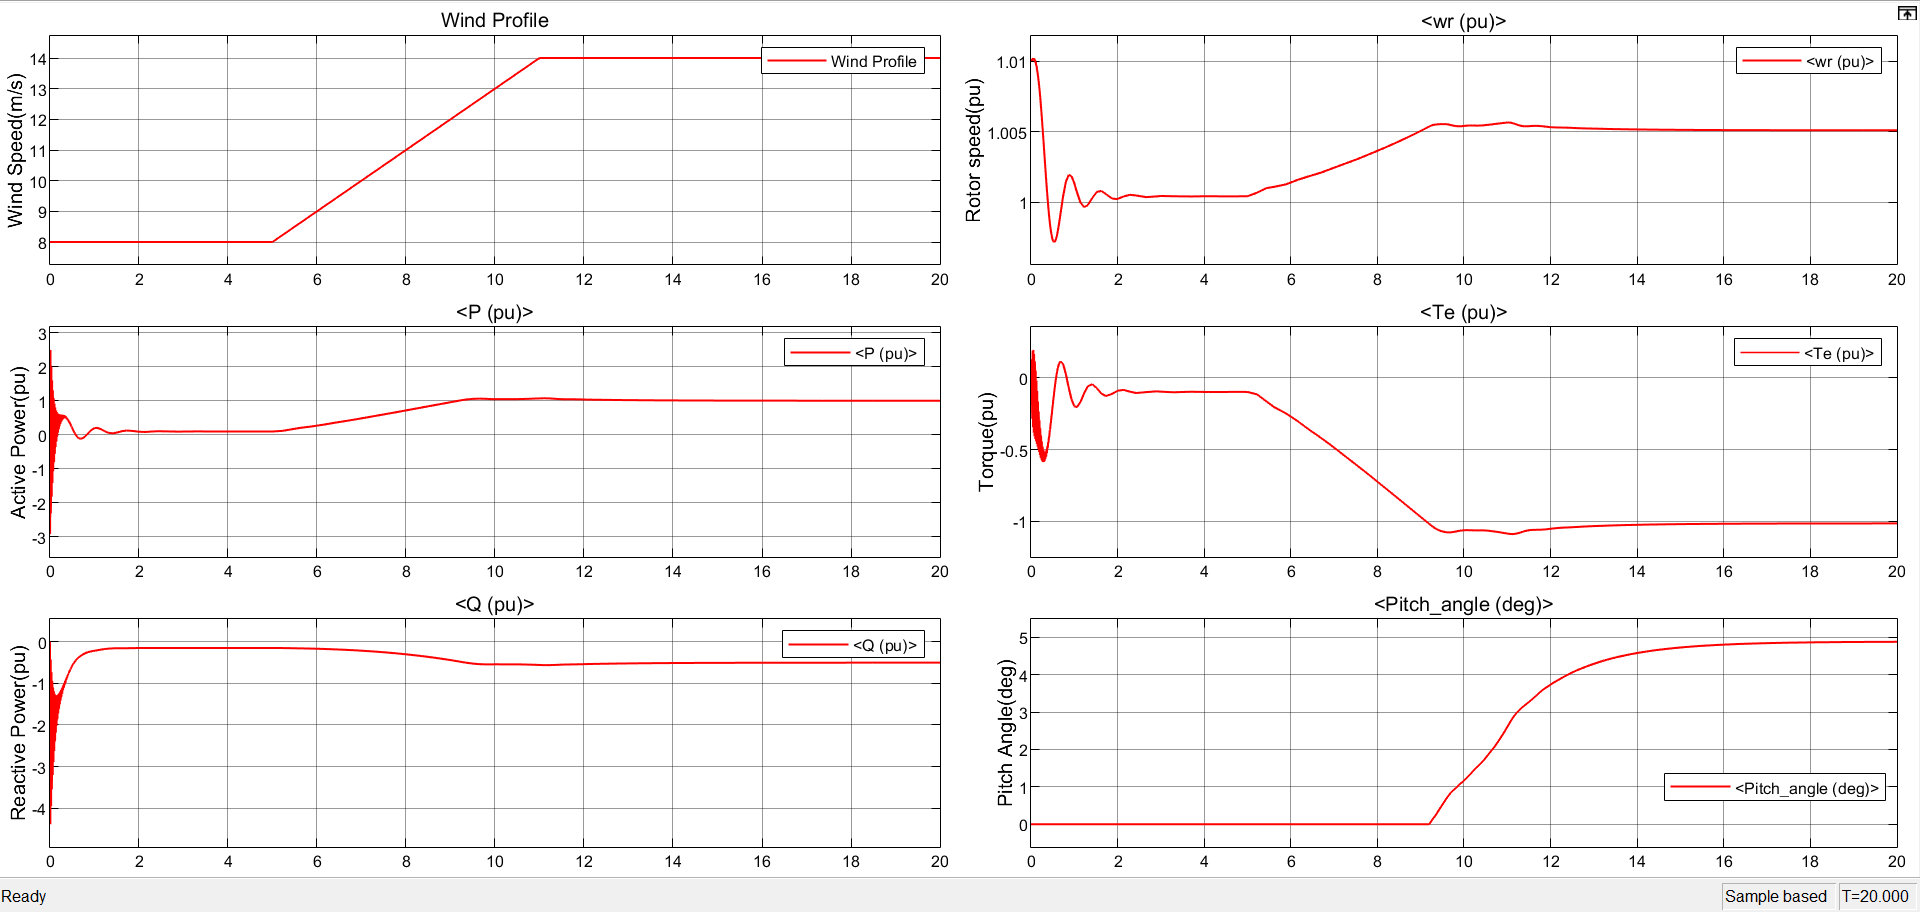 Wind Profile
Wind Speed(m/s)
14
13
12
11
10
9
8
Wind Profile
0 2 4 6 8 10 12 14 16 18 20
<wr (pu)>
Rotor speed(pu)
1.01
1.005
1
<wr (pu)>
0 2 4 6 8 10 12 14 16 18 20
<P (pu)>
Active Power(pu)
3
2
1
0
-1
-2
-3
<P (pu)>
0 2 4 6 8 10 12 14 16 18 20
<Te (pu)>
Torque(pu)
0
-0.5
-1
<Te (pu)>
0 2 4 6 8 10 12 14 16 18 20
<Q (pu)>
Reactive Power(pu)
0
-1
-2
-3
-4
<Q (pu)>
0 2 4 6 8 10 12 14 16 18 20
<Pitch_angle (deg)>
Pitch Angle(deg)
5
4
3
2
1
0
<Pitch_angle (deg)>
0 2 4 6 8 10 12 14 16 18 20
Ready
Sample based
T=20.000